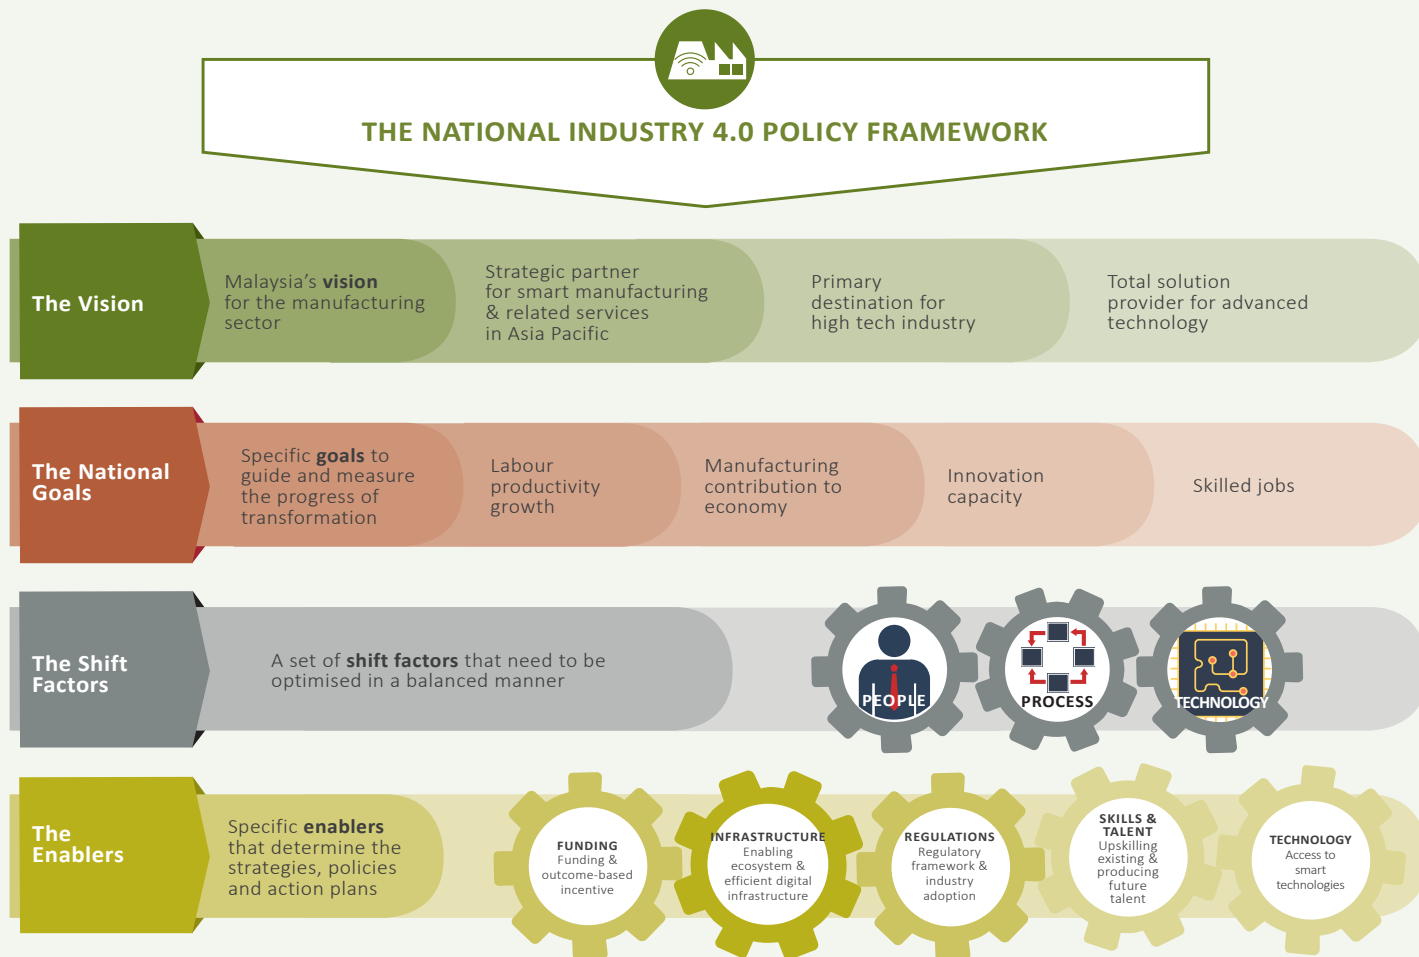 THE NATIONAL INDUSTRY 4.0 POLICY FRAMEWORK
The Vision
Malaysia’s vision
for the manufacturing
sector
Strategic partner
for smart manufacturing
& related services
in Asia Pacific
Primary
destination for
high tech industry
Total solution
provider for advanced
technology
The National
Goals
Specific goals to
guide and measure
the progress of
transformation
Labour
productivity
growth
Manufacturing
contribution to
economy
Innovation
capacity
Skilled jobs
The Shift
Factors
A set of shift factors that need to be
optimised in a balanced manner
PEOPLE
PROCESS
TECHNOLOGY
The
Enablers
Specific enablers
that determine the
strategies, policies
and action plans
FUNDING
Funding &
outcome-based
incentive
INFRASTRUCTURE
Enabling
ecosystem &
efficient digital
infrastructure
REGULATIONS
Regulatory
framework &
industry
adoption
SKILLS &
TALENT
Upskilling
existing &
producing
future
talent
TECHNOLOGY
Access to
smart
technologies